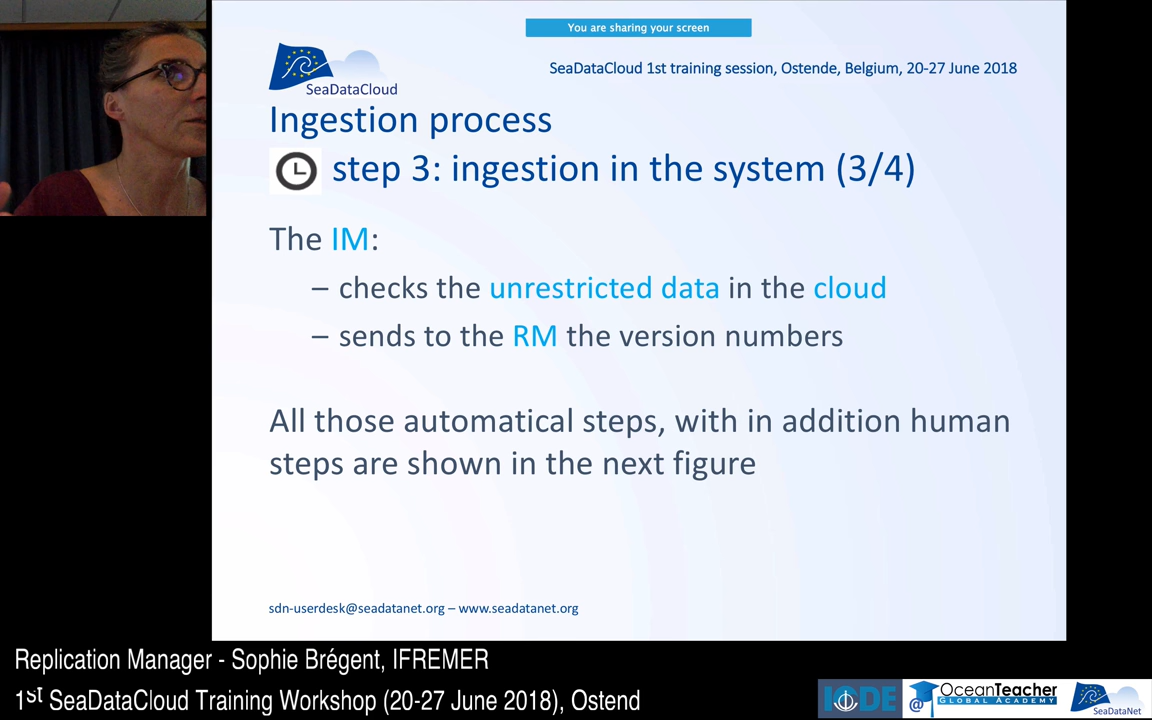 You are sharing your screen
SeaDataCloud
SeaDataCloud 1st training session, Ostende, Belgium, 20-27 June 2018
Ingestion process
step 3: ingestion in the system (3/4)
The IM:
– checks the unrestricted data in the cloud
– sends to the RM the version numbers
All those automatical steps, with in addition human
steps are shown in the next figure
sdn-userdesk@seadatanet.org – www.seadatanet.org
Replication Manager - Sophie Brégent, IFREMER
1st SeaDataCloud Training Workshop (20-27 June 2018), Ostend
IODE
@ OceanTeacher
GLOBAL ACADEMY
SeaDataNet